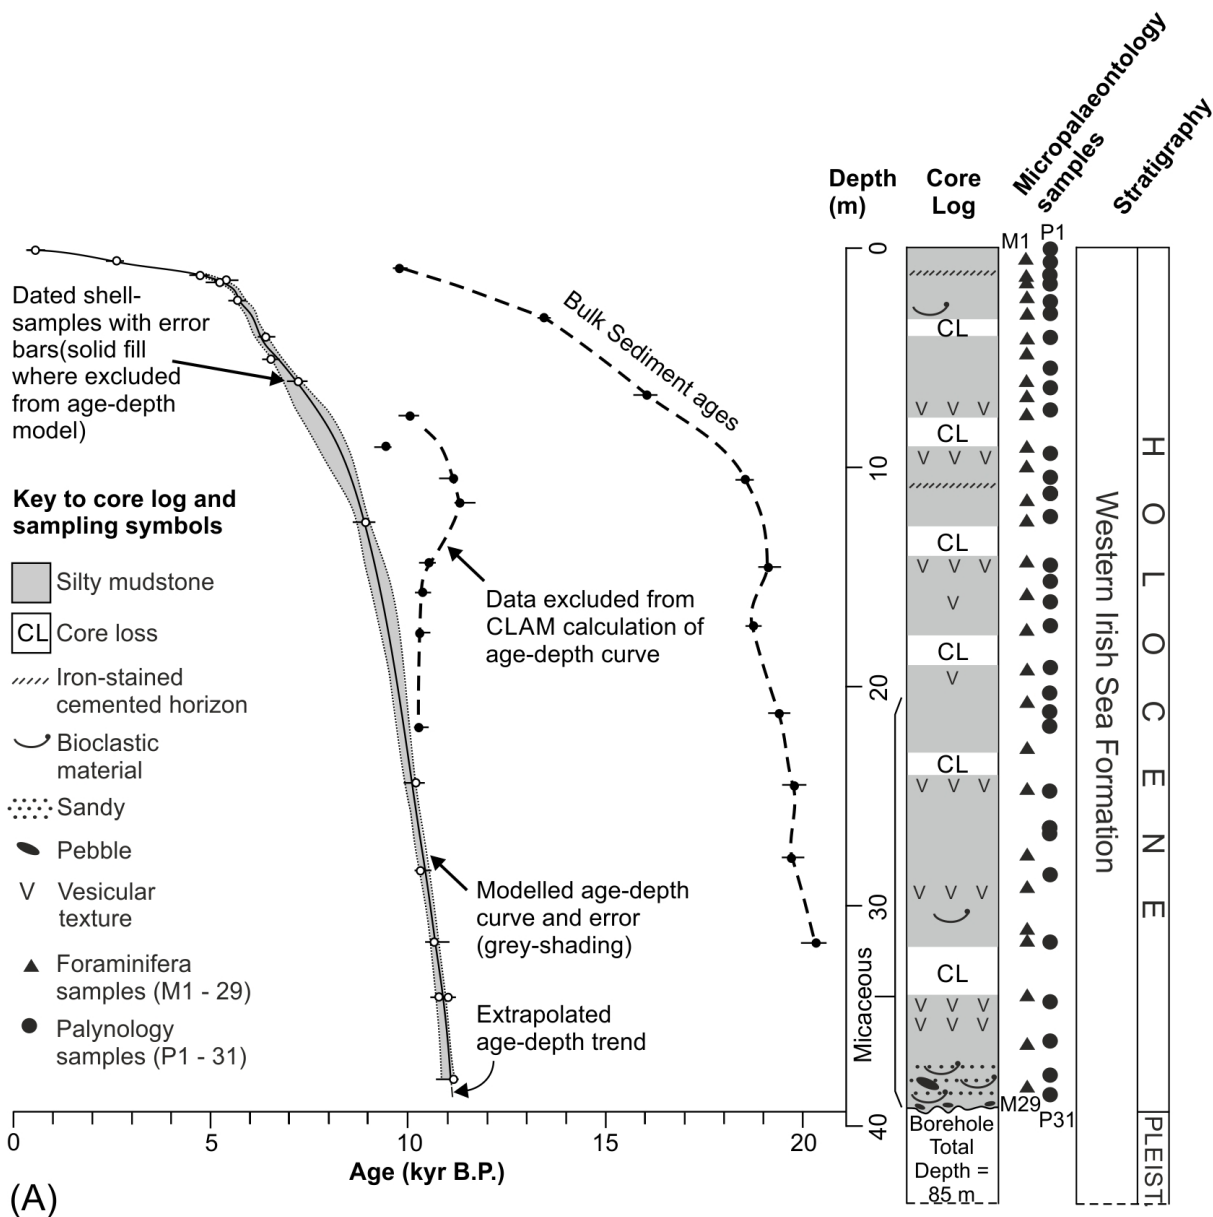 Micropalaeontology
samples
Stratigraphy
Depth
(m)
Core
Log
M1
P1
0
10
20
30
40
Dated shell-
samples with error
bars(solid fill
where excluded
from age-depth
model)
Bulk Sediment ages
Key to core log and
sampling symbols
Silty mudstone
CL Core loss
Iron-stained
cemented horizon
Bioclastic
material
Sandy
Pebble
V Vesicular
texture
Foraminifera
samples (M1 - 29)
Palynology
samples (P1 - 31)
Data excluded from
CLAM calculation of
age-depth curve
Modelled age-depth
curve and error
(grey-shading)
Extrapolated
age-depth trend
CL
V V V
CL
V V V
CL
V V V
V
CL
V
CL
V V V
V V V
CL
V V V
V V V
Micaceous
M29
P31
Borehole
Total
Depth =
85 m
Western Irish Sea Formation
HOLOCENE
PLEIST.
0 5 10 15 20
Age (kyr B.P.)
(A)